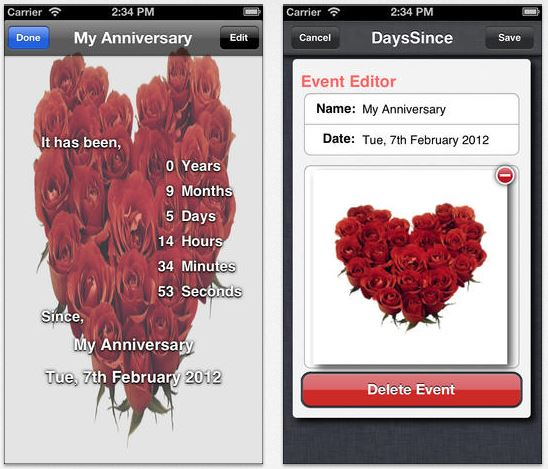 Carrier 2:34 PM
Done My Anniversary Edit
It has been,
0 Years
9 Months
5 Days
14 Hours
34 Minutes
53 Seconds
Since,
My Anniversary
Tue, 7th February 2012
Carrier 2:34 PM
Cancel DaysSince Save
Event Editor
Name: My Anniversary
Date: Tue, 7th February 2012
Delete Event